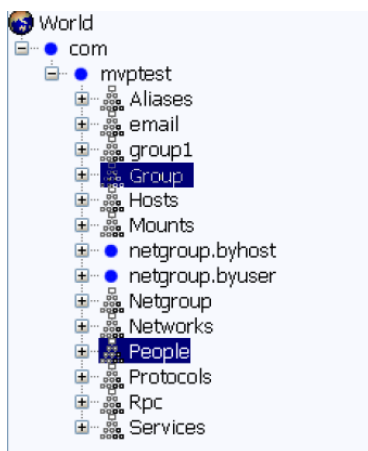 World
com
mvptest
Aliases
email
group1
Group
Hosts
Mounts
netgroup.byhost
netgroup.byuser
Netgroup
Networks
People
Protocols
Rpc
Services